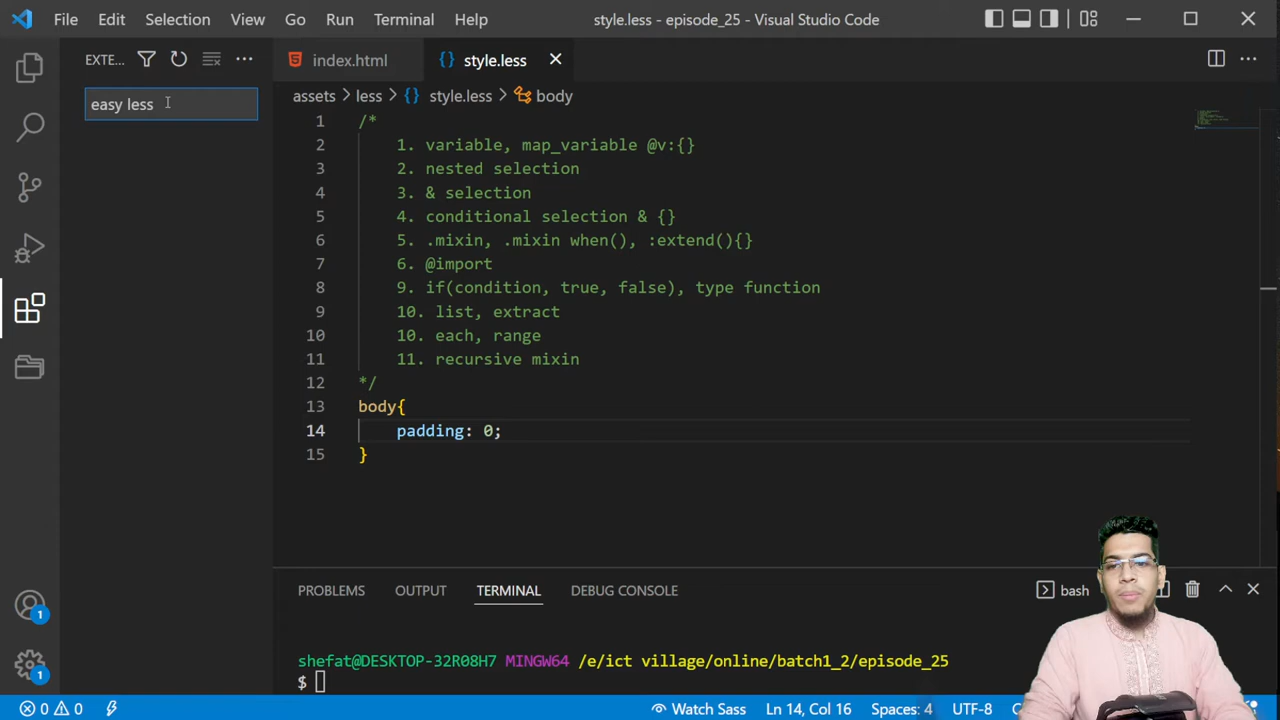 File Edit Selection View Go Run Terminal Help
style.less - episode_25 - Visual Studio Code
EXTE...
index.html
style.less
easy less
assets > less > {} style.less > body
1 /*
2 1. variable, map_variable @v:{}
3 2. nested selection
4 3. & selection
5 4. conditional selection & {}
6 5. .mixin, .mixin when(), :extend(){}
7 6. @import
8 9. if(condition, true, false), type function
9 10. list, extract
10 10. each, range
11 11. recursive mixin
12 */
13 body{
14 padding: 0;
15 }
PROBLEMS OUTPUT TERMINAL DEBUG CONSOLE
bash
shefat@DESKTOP-32R08H7 MINGW64 /e/ict village/online/batch1_2/episode_25
$
1
1
0 0
Watch Sass
Ln 14, Col 16
Spaces: 4
UTF-8